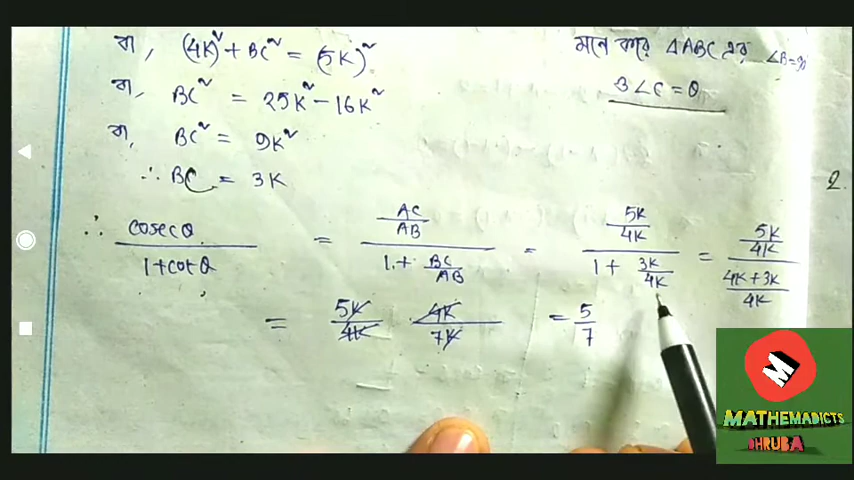 বা, (4K)² + BC² = (5K)²
মনে করে ΔABC এর ∠B=90
বা, BC² = 25K² - 16K²
ও ∠C = θ
বা, BC² = 9K²
∴ BC = 3K
2.
∴ cosecθ / 1+cotθ = (AC/AB) / (1 + BC/AB) = (5K/4K) / (1 + 3K/4K) = (5K/4K) / ((4K+3K)/4K)
= 5K/4K · 4K/7K = 5/7
M
MATHEMADICTS
DHRUBA